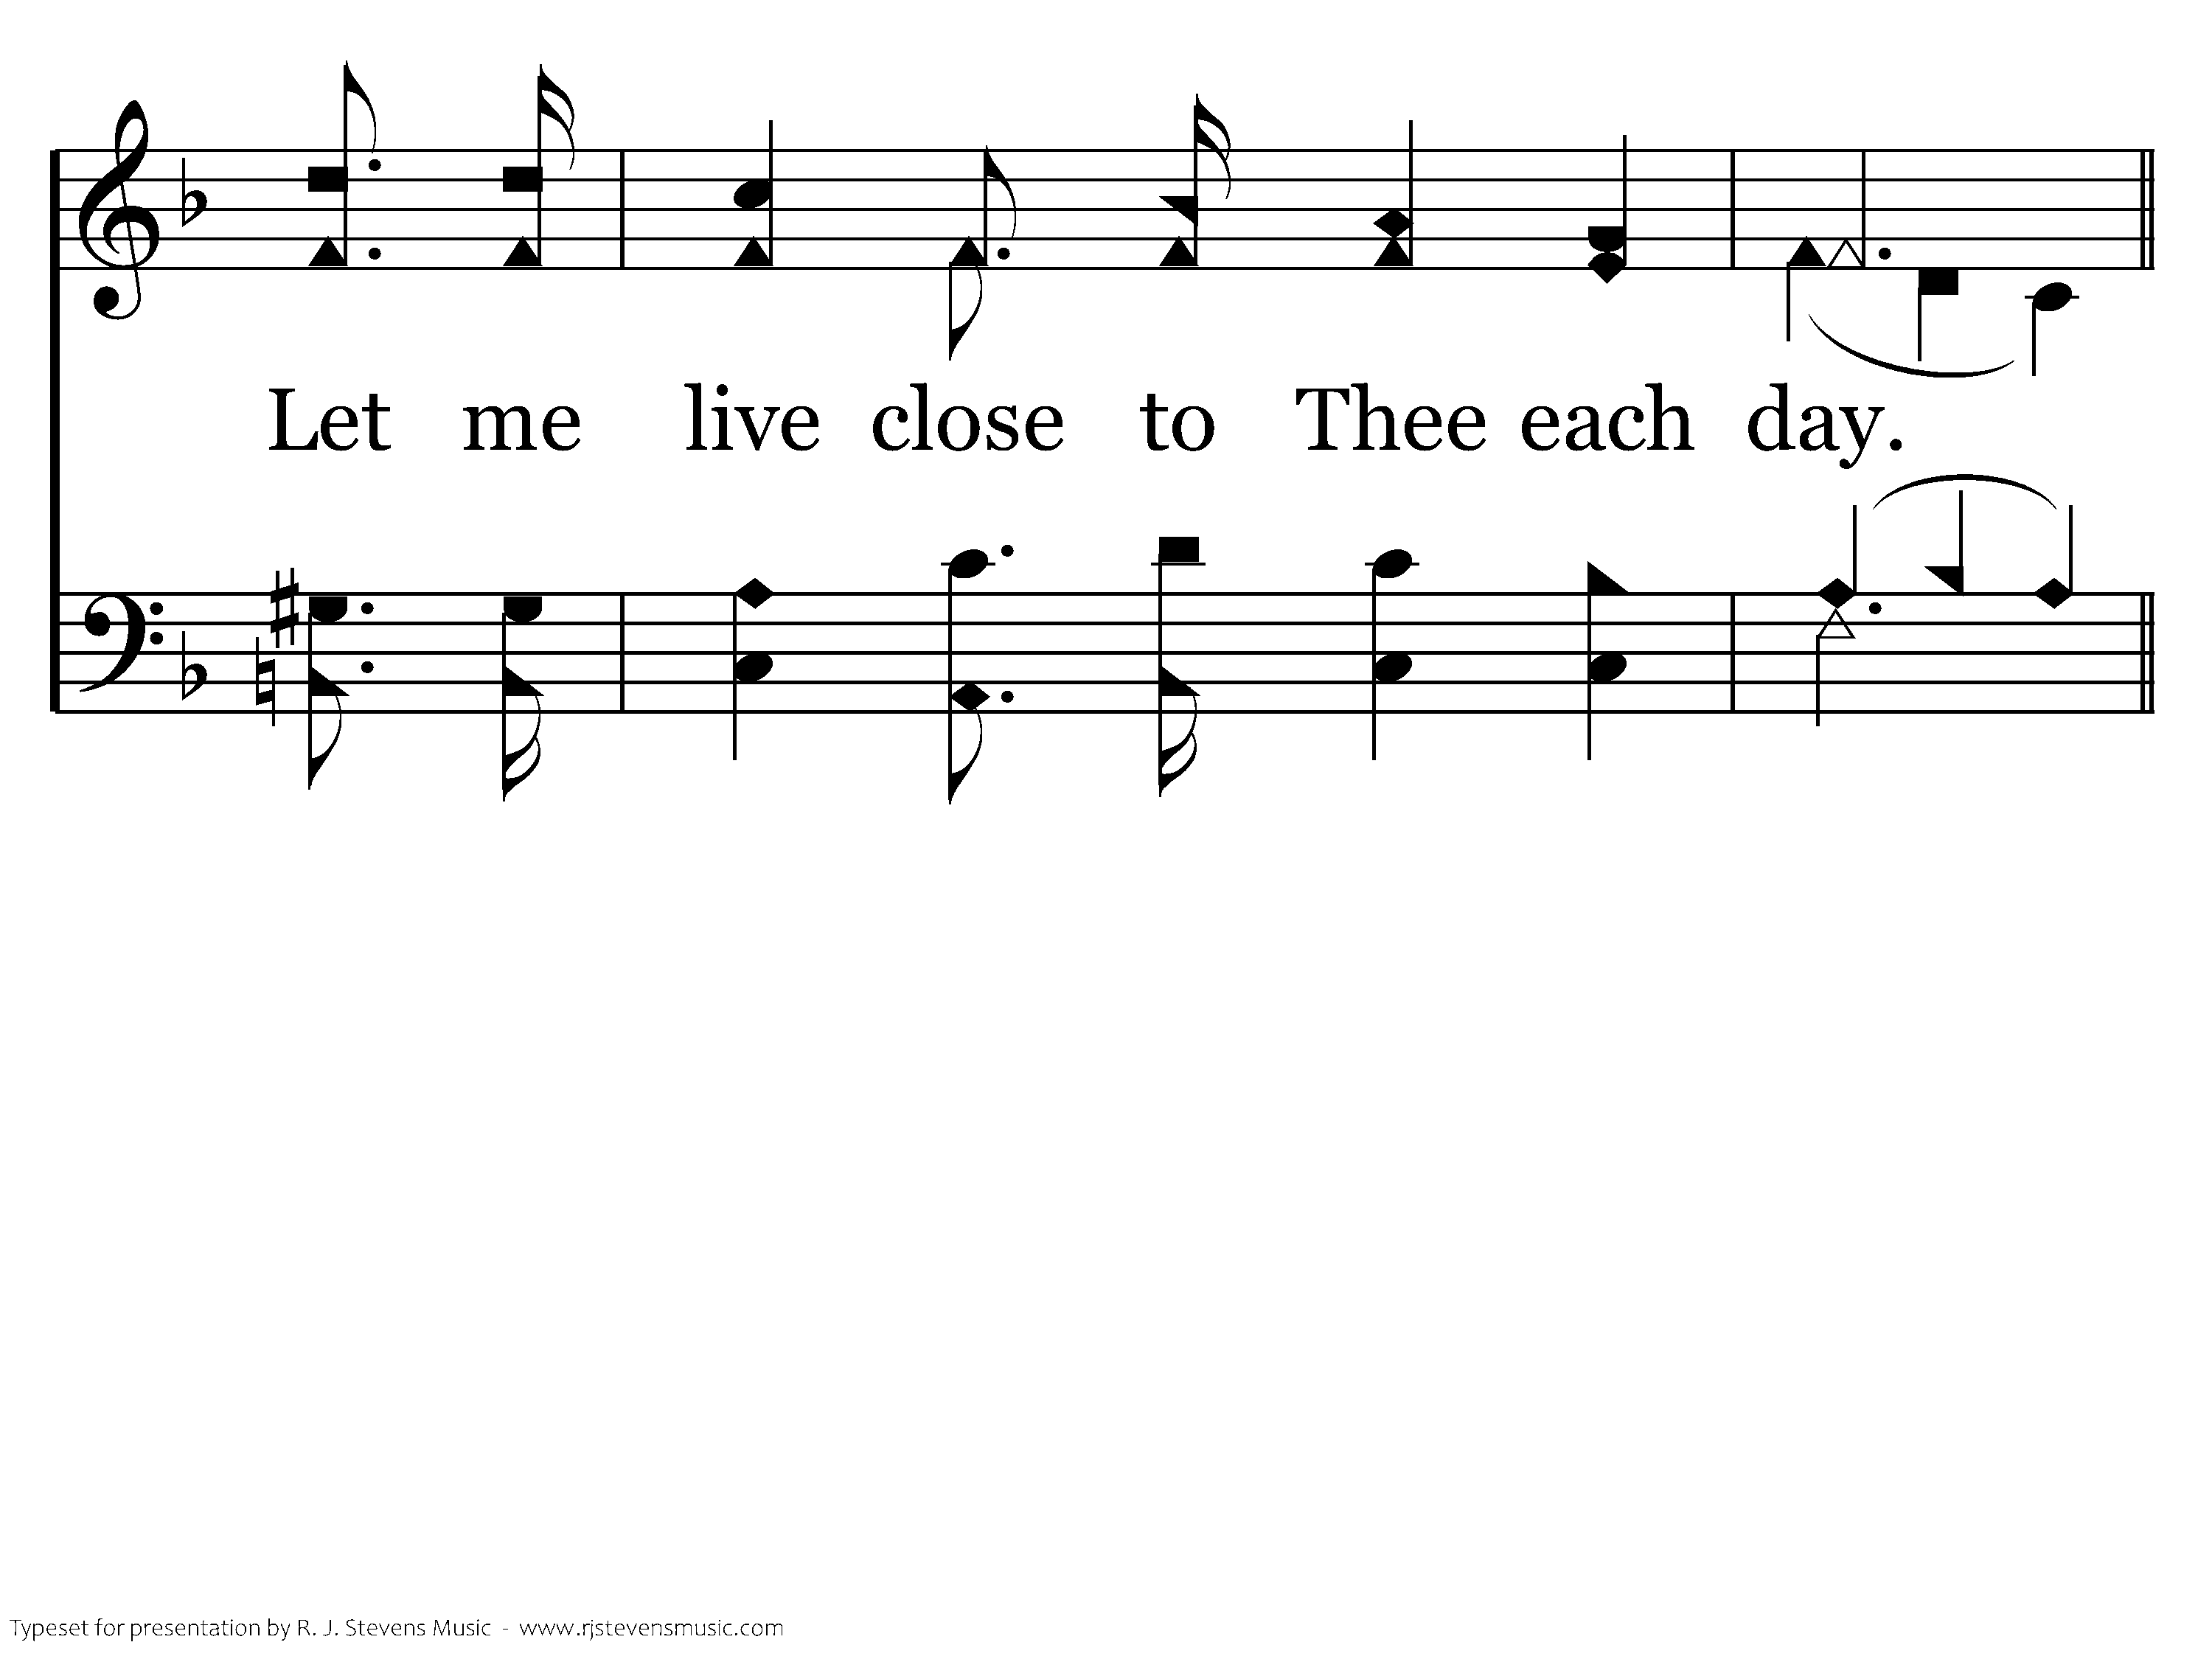 Let me live close to Thee each day.
Typeset for presentation by R. J. Stevens Music - www.rjstevensmusic.com